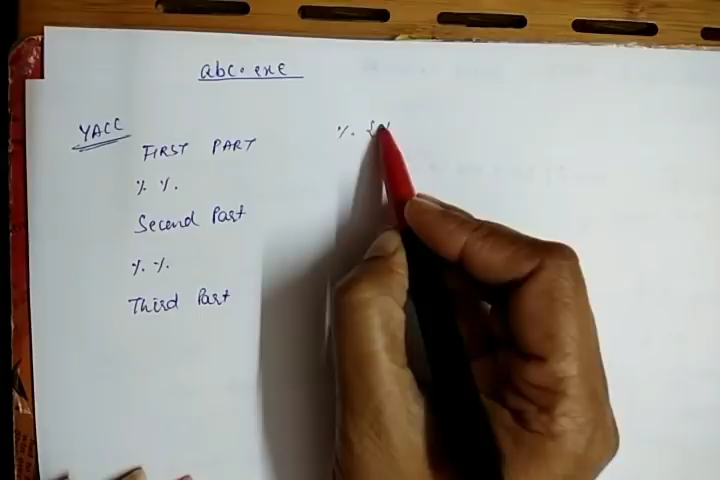 abc.exe
YACC
FIRST PART
% %
Second Part
% %
Third Part
% {